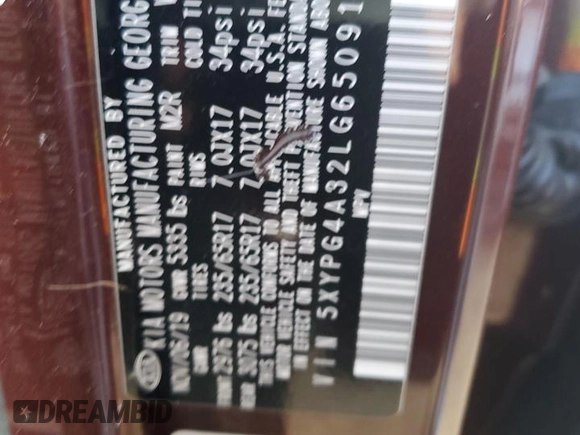 MANUFACTURED BY
KIA MOTORS MANUFACTURING GEORG
NOV/06/19 GVWR 5335 lbs PAINT M2R TRIM V
GAWR TIRES RIMS COLD TI
FRONT 2976 lbs 235/65R17 7.0JX17 34psi
REAR 3075 lbs 235/65R17 7.0JX17 34psi
THIS VEHICLE CONFORMS TO ALL APPLICABLE U.S.A. FE
MOTOR VEHICLE SAFETY AND THEFT PREVENTION STANDA
IN EFFECT ON THE DATE OF MANUFACTURE SHOWN ABO
VIN 5XYPG4A32LG65091
MPV
DREAMBID